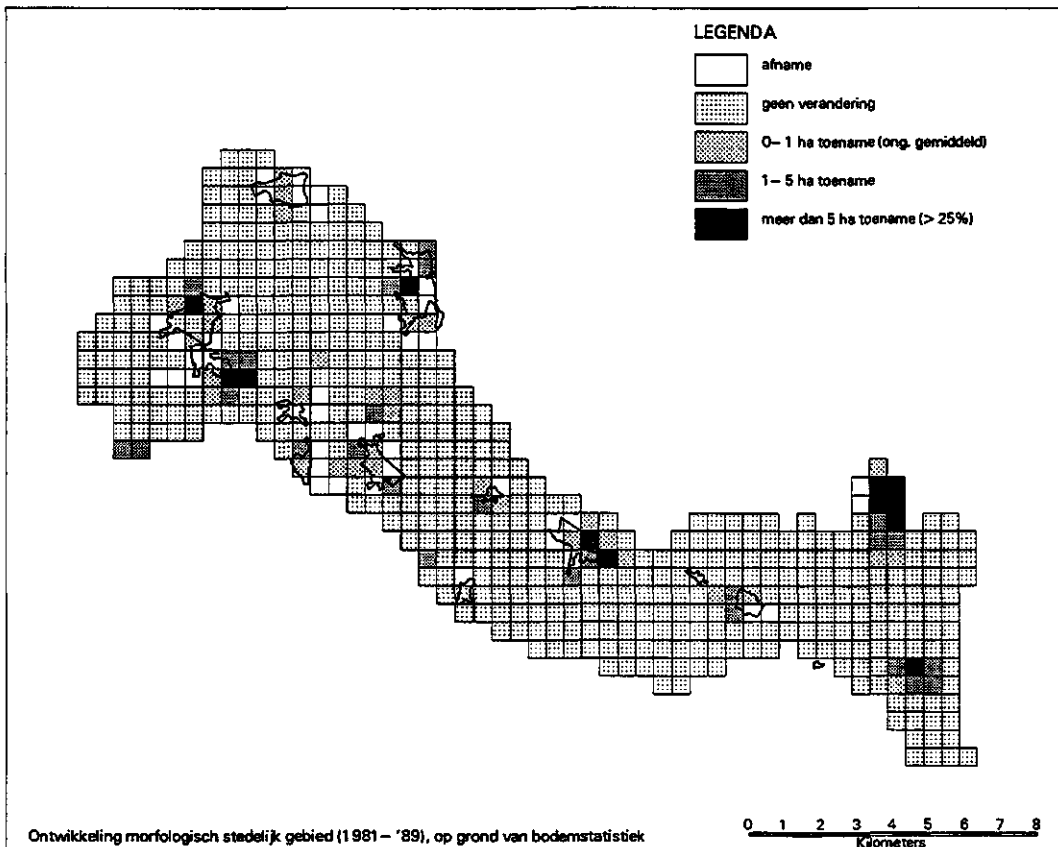 LEGENDA
afname
geen verandering
0– 1 ha toename (ong. gemiddeld)
1– 5 ha toename
meer dan 5 ha toename (> 25%)
Ontwikkeling morfologisch stedelijk gebied (1981– '89), op grond van bodemstatistiek
0 1 2 3 4 5 6 7 8
Kilometers